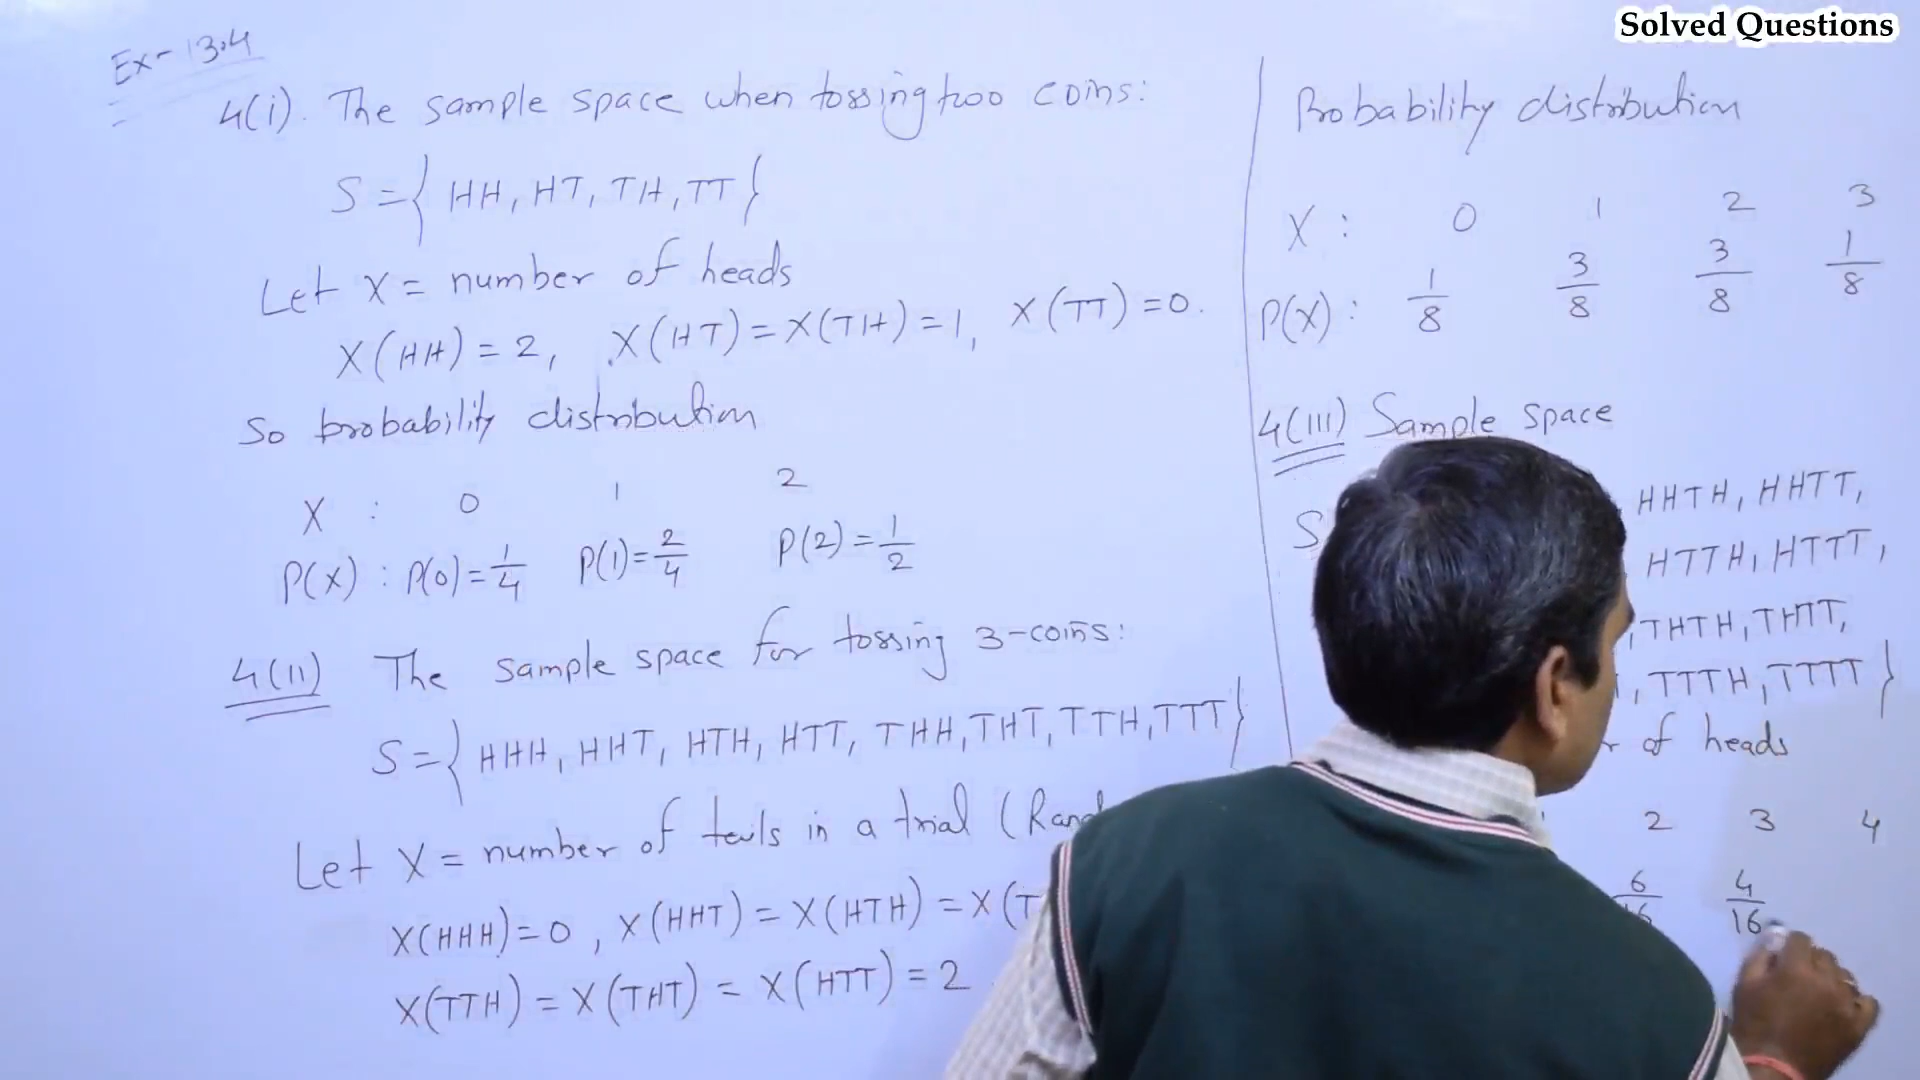 Solved Questions
Ex- 13.4
4(i). The sample space when tossing two coins:
S = { HH, HT, TH, TT }
Let X = number of heads
X(HH) = 2, X(HT) = X(TH) = 1, X(TT) = 0.
So probability distribution
X : 0 1 2
P(X) : P(0) = 1/4 P(1) = 2/4 P(2) = 1/2
4(II) The sample space for tossing 3-coins:
S = { HHH, HHT, HTH, HTT, THH, THT, TTH, TTT }
Let X = number of tails in a trial (Rand
X(HHH) = 0, X(HHT) = X(HTH) = X(T
X(TTH) = X(THT) = X(HTT) = 2
Probability distribution
X : 0 1 2 3
P(X) : 1/8 3/8 3/8 1/8
4(III) Sample space
S HHTH, HHTT,
HTTH, HTTT,
, THTH, THTT,
, TTTH, TTTT }
of heads
2 3 4
6/16 4/16